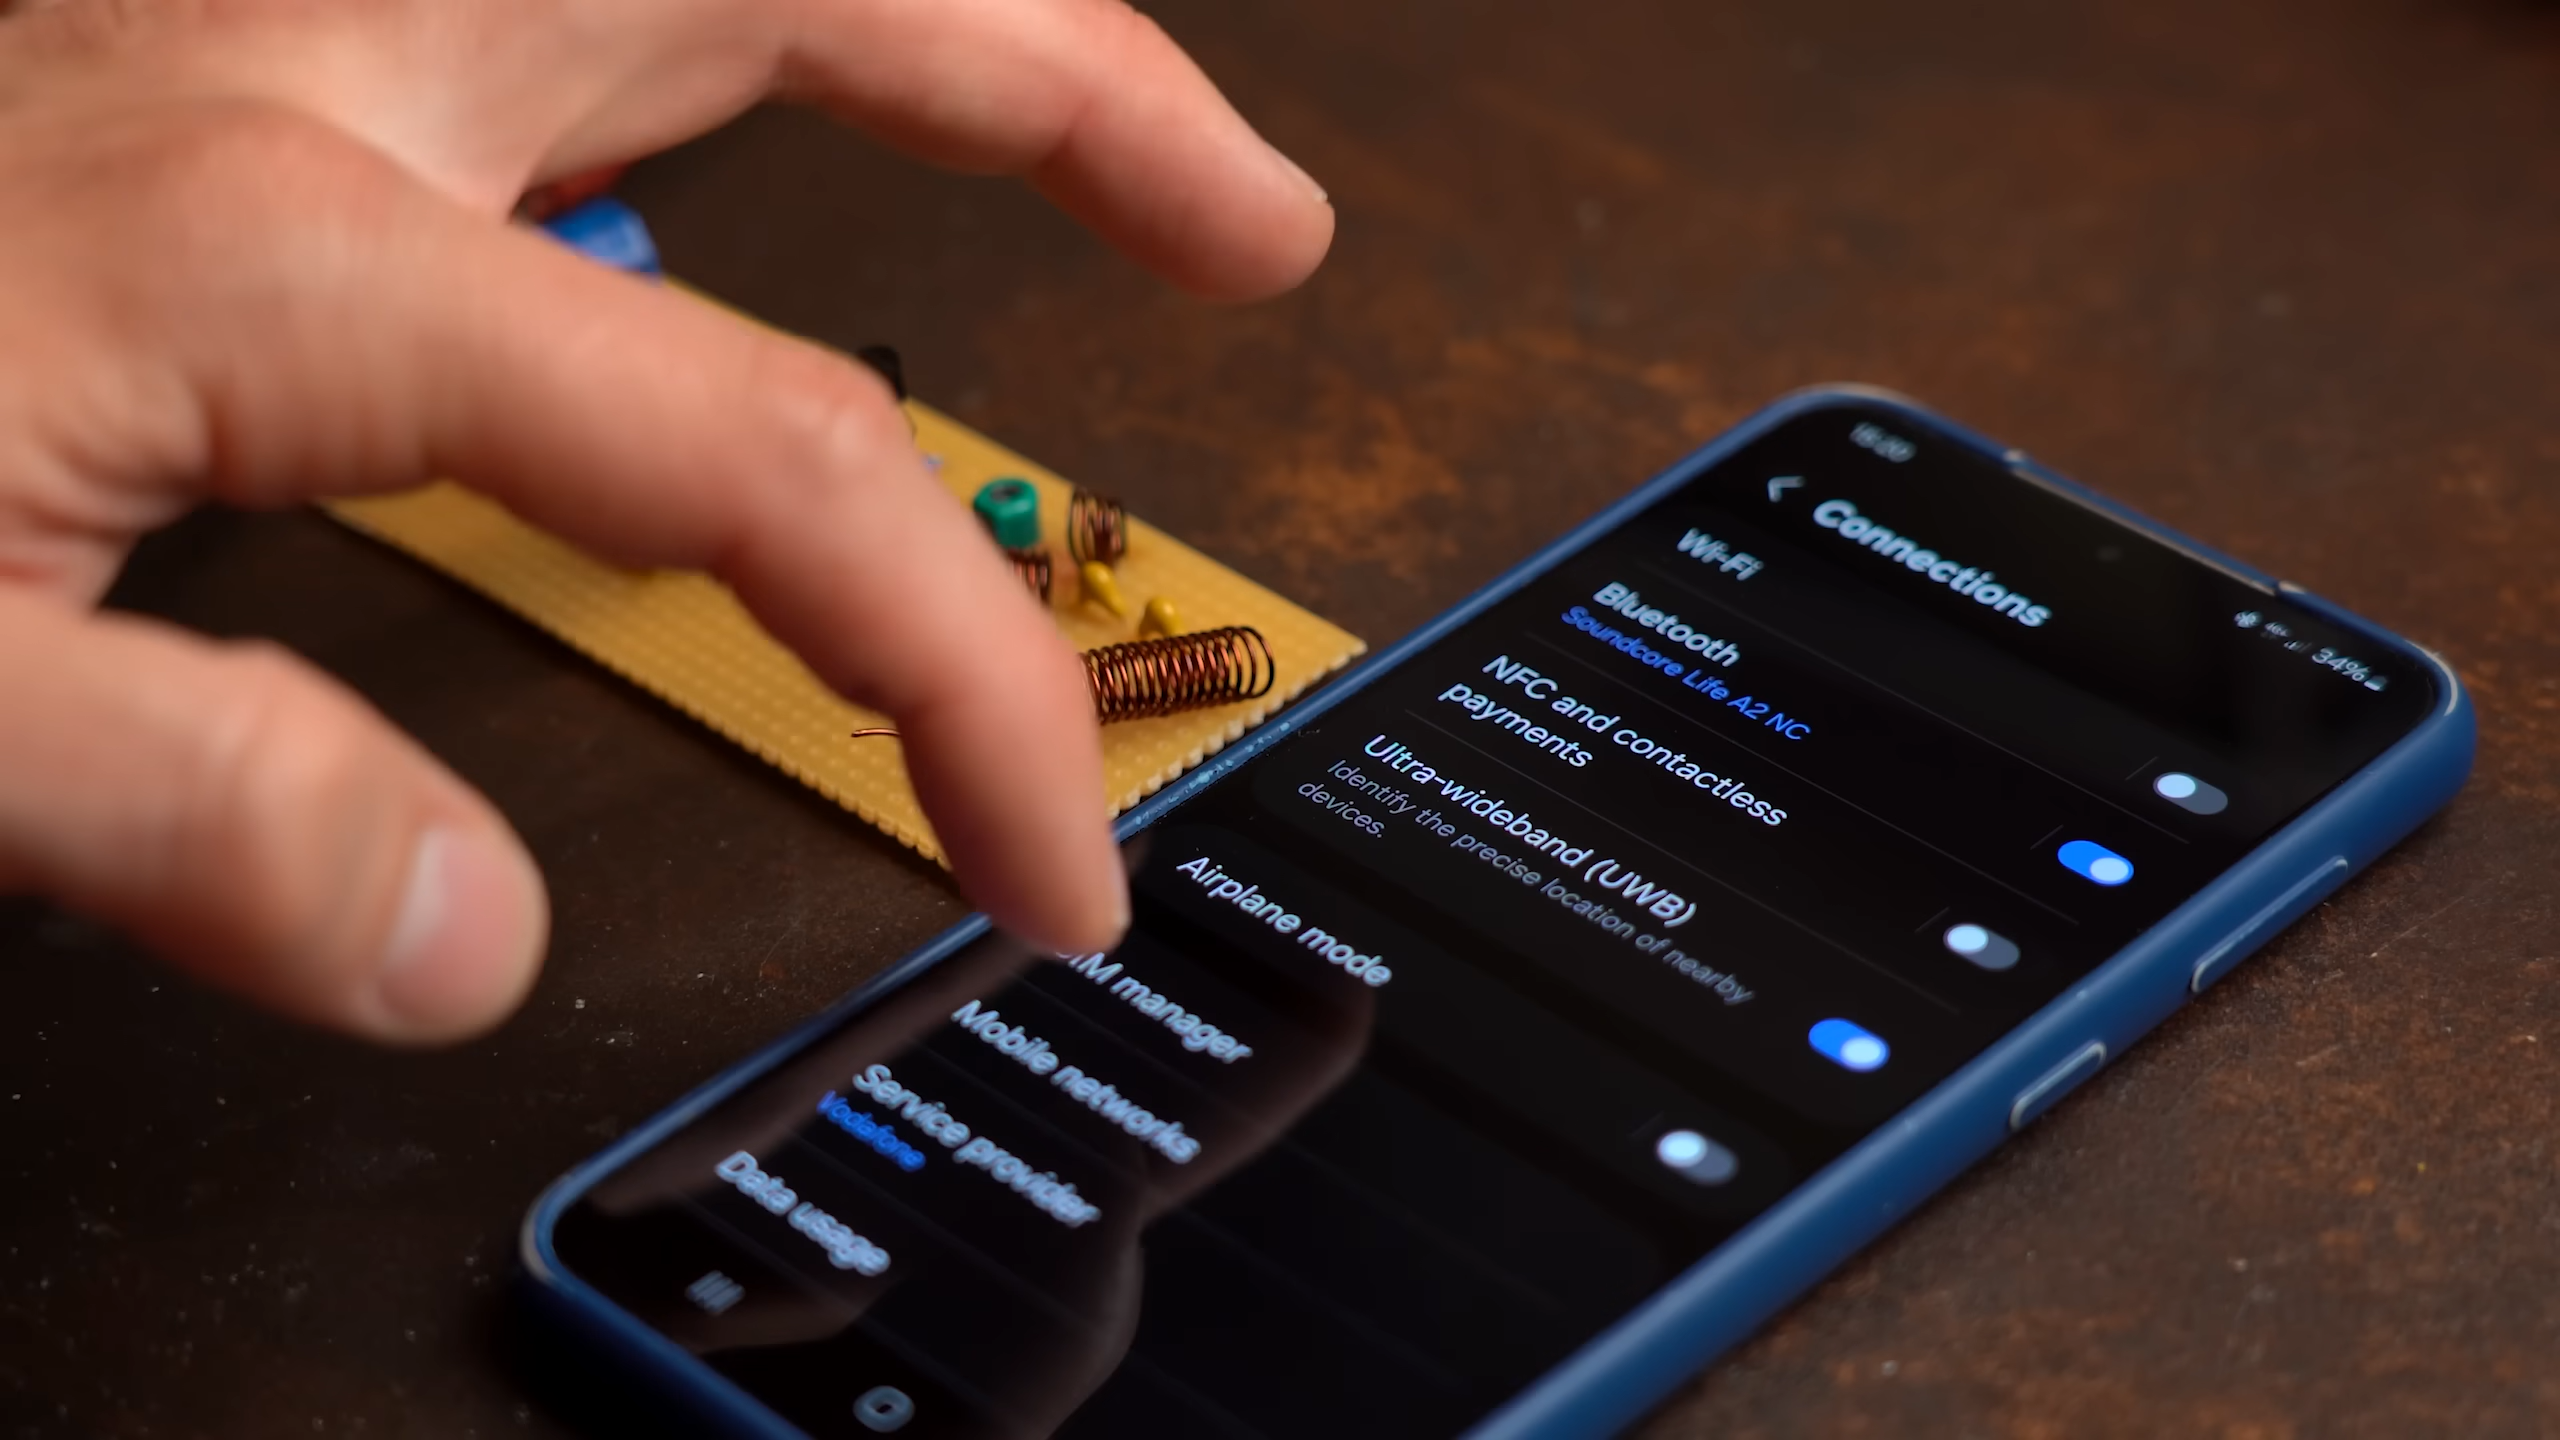 Connections
34%
Wi-Fi
Bluetooth
Soundcore Life A2 NC
NFC and contactless
payments
Ultra-wideband (UWB)
Identify the precise location of nearby
devices.
Airplane mode
manager
Mobile networks
Service provider
Vodafone
Data usage